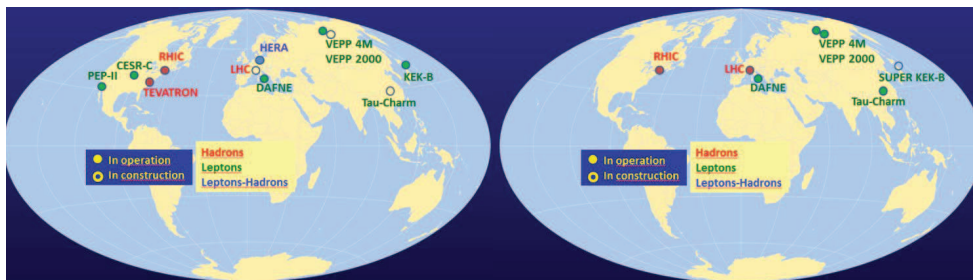 HERA
VEPP 4M
VEPP 2000
CESR-C
RHIC
LHC
PEP-II
KEK-B
TEVATRON
DAFNE
Tau-Charm
In operation
In construction
Hadrons
Leptons
Leptons-Hadrons
VEPP 4M
VEPP 2000
RHIC
LHC
SUPER KEK-B
DAFNE
Tau-Charm
In operation
In construction
Hadrons
Leptons
Leptons-Hadrons